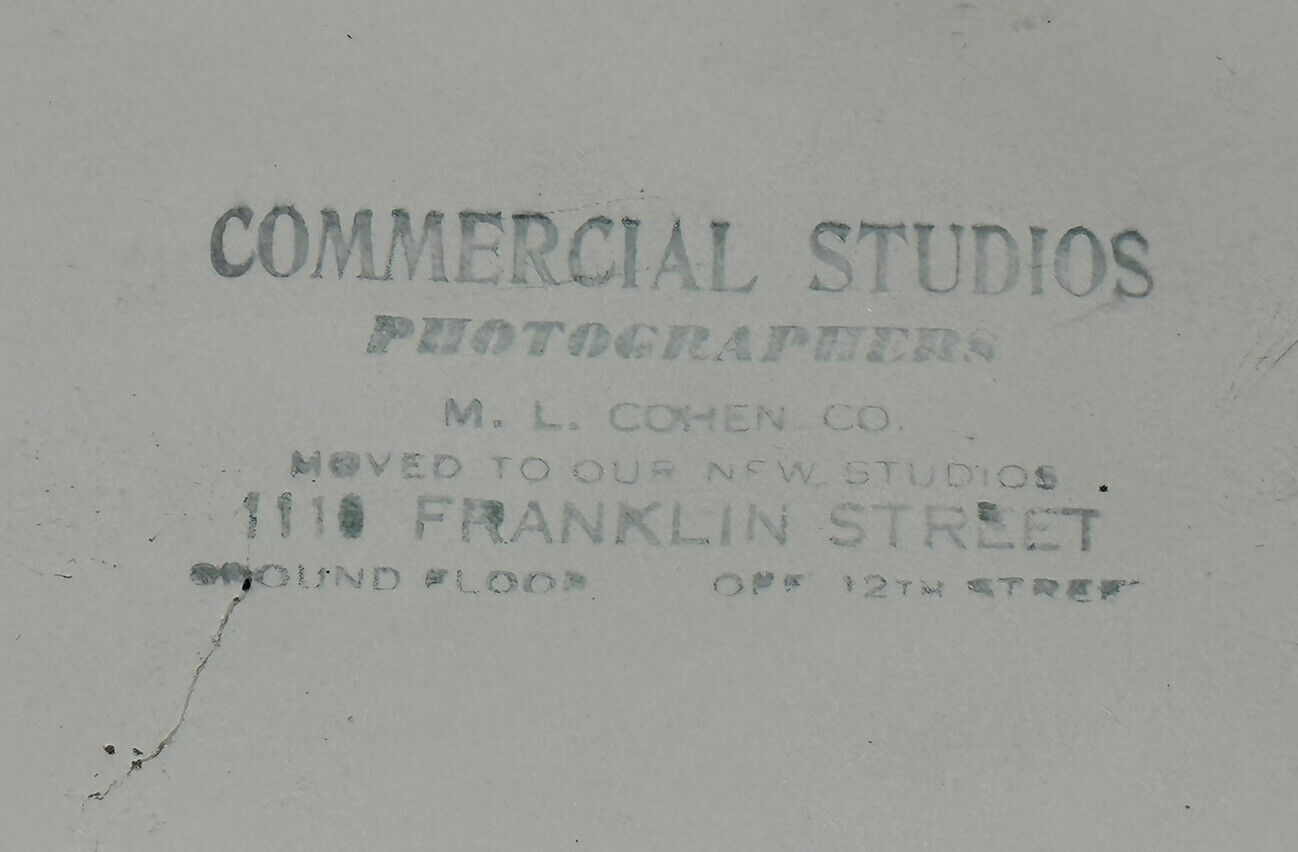 COMMERCIAL STUDIOS
PHOTOGRAPHERS
M. L. COHEN CO.
MOVED TO OUR NEW STUDIOS
FRANKLIN STREET
GROUND FLOOR OFF 12TH STREET